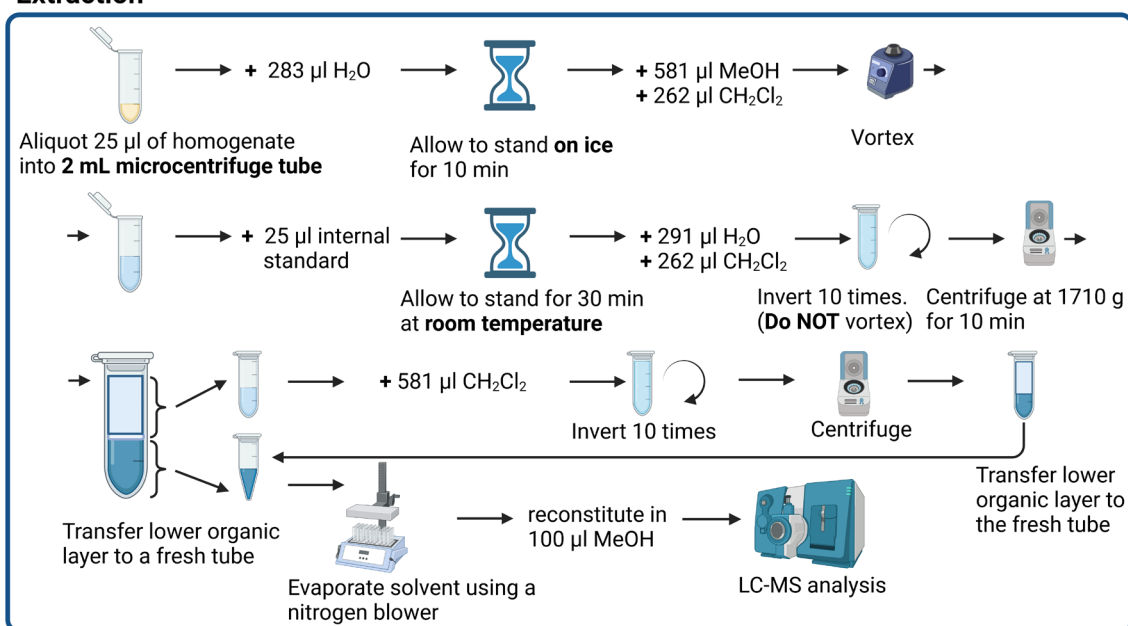 Extraction
+ 283 µl H₂O
+ 581 µl MeOH
+ 262 µl CH₂Cl₂
Aliquot 25 µl of homogenate
into 2 mL microcentrifuge tube
Allow to stand on ice
for 10 min
Vortex
+ 25 µl internal
standard
+ 291 µl H₂O
+ 262 µl CH₂Cl₂
Allow to stand for 30 min
at room temperature
Invert 10 times.
(Do NOT vortex)
Centrifuge at 1710 g
for 10 min
+ 581 µl CH₂Cl₂
Invert 10 times
Centrifuge
Transfer lower
organic layer to
the fresh tube
Transfer lower organic
layer to a fresh tube
Evaporate solvent using a
nitrogen blower
reconstitute in
100 µl MeOH
LC-MS analysis